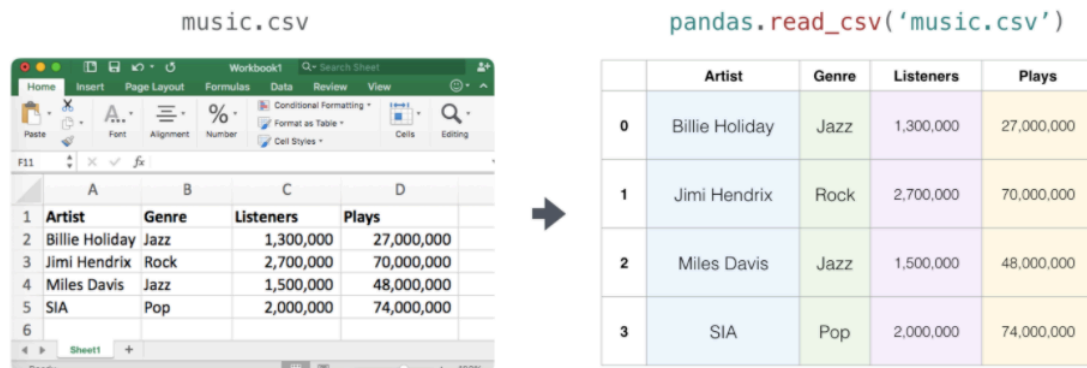 music.csv
pandas.read_csv(‘music.csv’)
Workbook1
Search Sheet
Home Insert Page Layout Formulas Data Review View
Paste Font Alignment Number Conditional Formatting Format as Table Cell Styles Cells Editing
F11 fx
A B C D
1 Artist Genre Listeners Plays
2 Billie Holiday Jazz 1,300,000 27,000,000
3 Jimi Hendrix Rock 2,700,000 70,000,000
4 Miles Davis Jazz 1,500,000 48,000,000
5 SIA Pop 2,000,000 74,000,000
6
Sheet1 +
Artist Genre Listeners Plays
0 Billie Holiday Jazz 1,300,000 27,000,000
1 Jimi Hendrix Rock 2,700,000 70,000,000
2 Miles Davis Jazz 1,500,000 48,000,000
3 SIA Pop 2,000,000 74,000,000